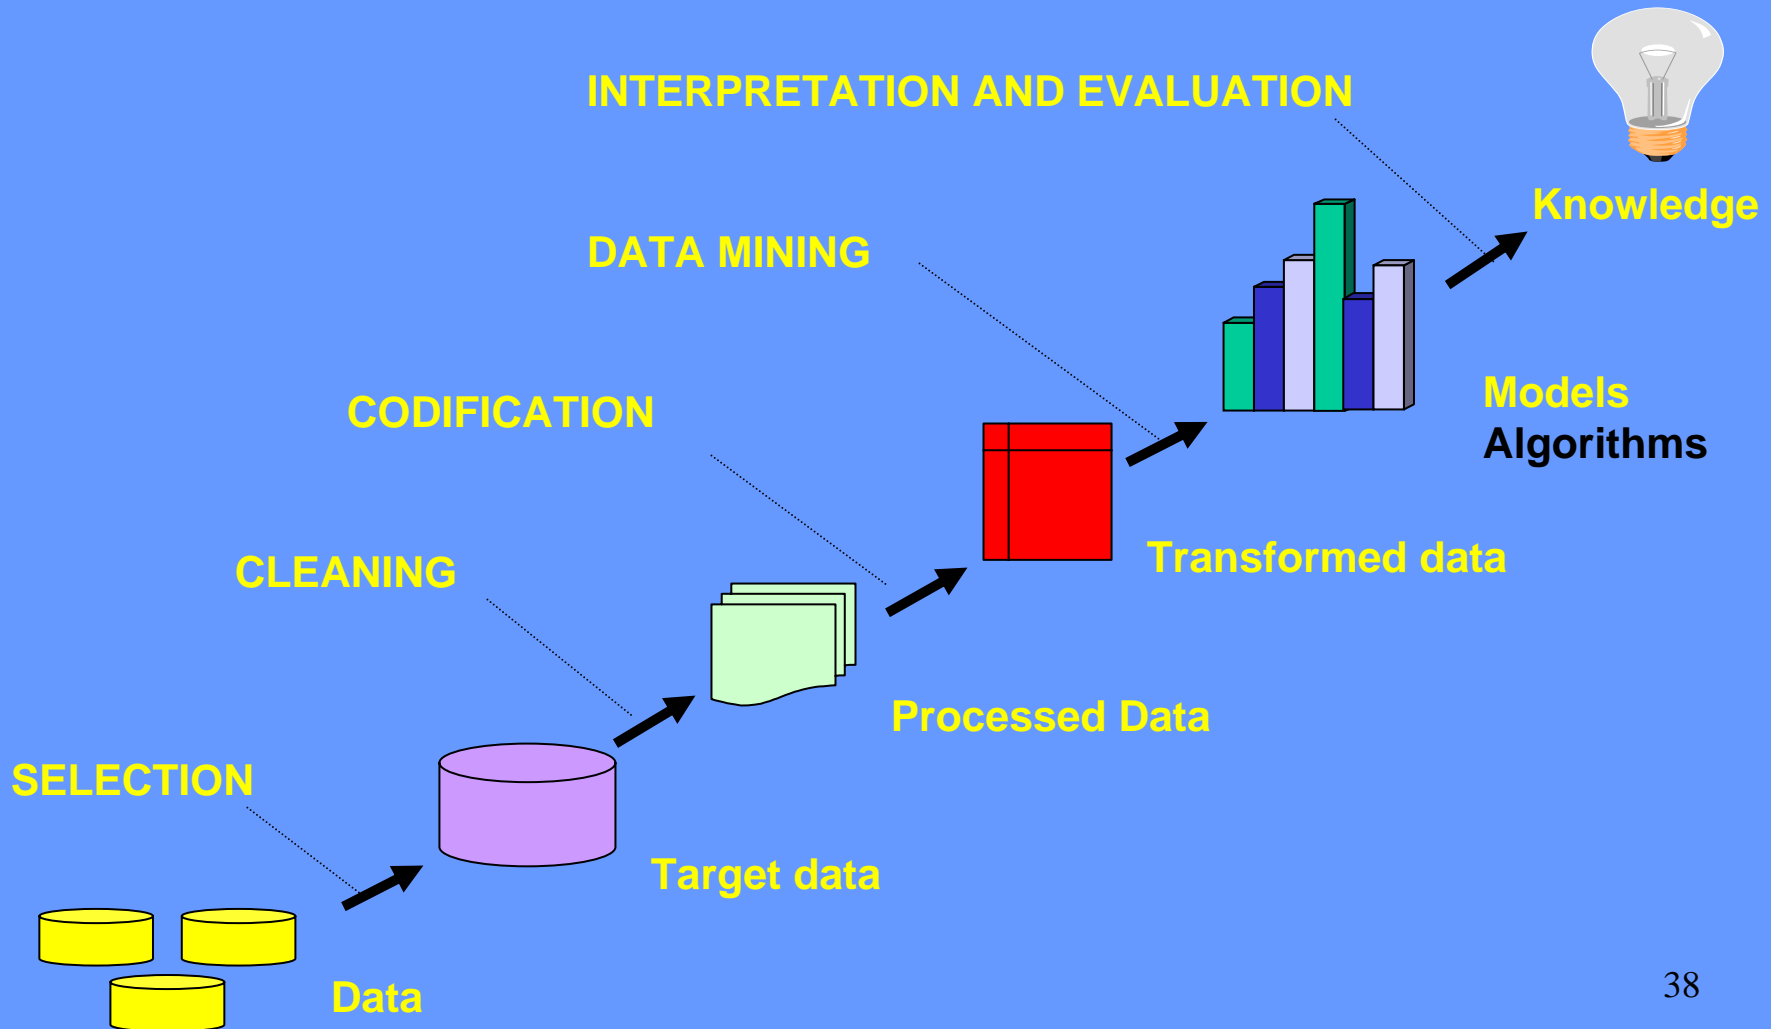 INTERPRETATION AND EVALUATION
Knowledge
DATA MINING
Models
Algorithms
CODIFICATION
Transformed data
CLEANING
Processed Data
SELECTION
Target data
Data
38